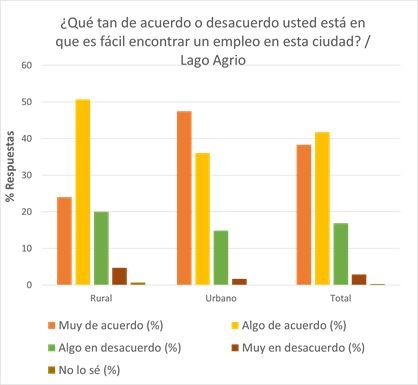 ¿Qué tan de acuerdo o desacuerdo usted está en
que es fácil encontrar un empleo en esta ciudad? /
Lago Agrio
% Respuestas
60
50
40
30
20
10
0
Rural
Urbano
Total
Muy de acuerdo (%)
Algo de acuerdo (%)
Algo en desacuerdo (%)
Muy en desacuerdo (%)
No lo sé (%)